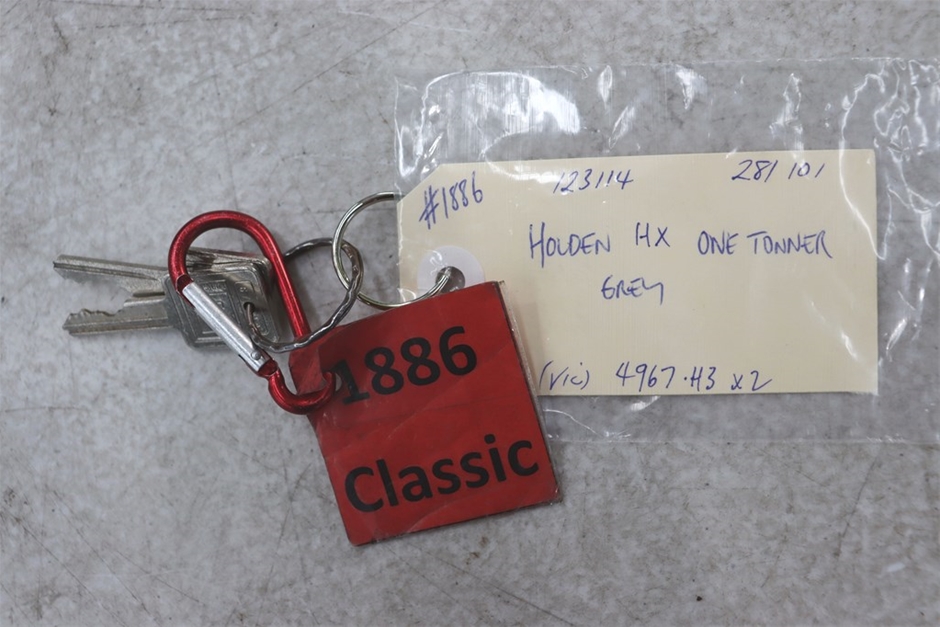 #1886 123114 281 101
HOLDEN HX ONE TONNER
GREY
(Vic) 4967·H3 x2
1886
Classic